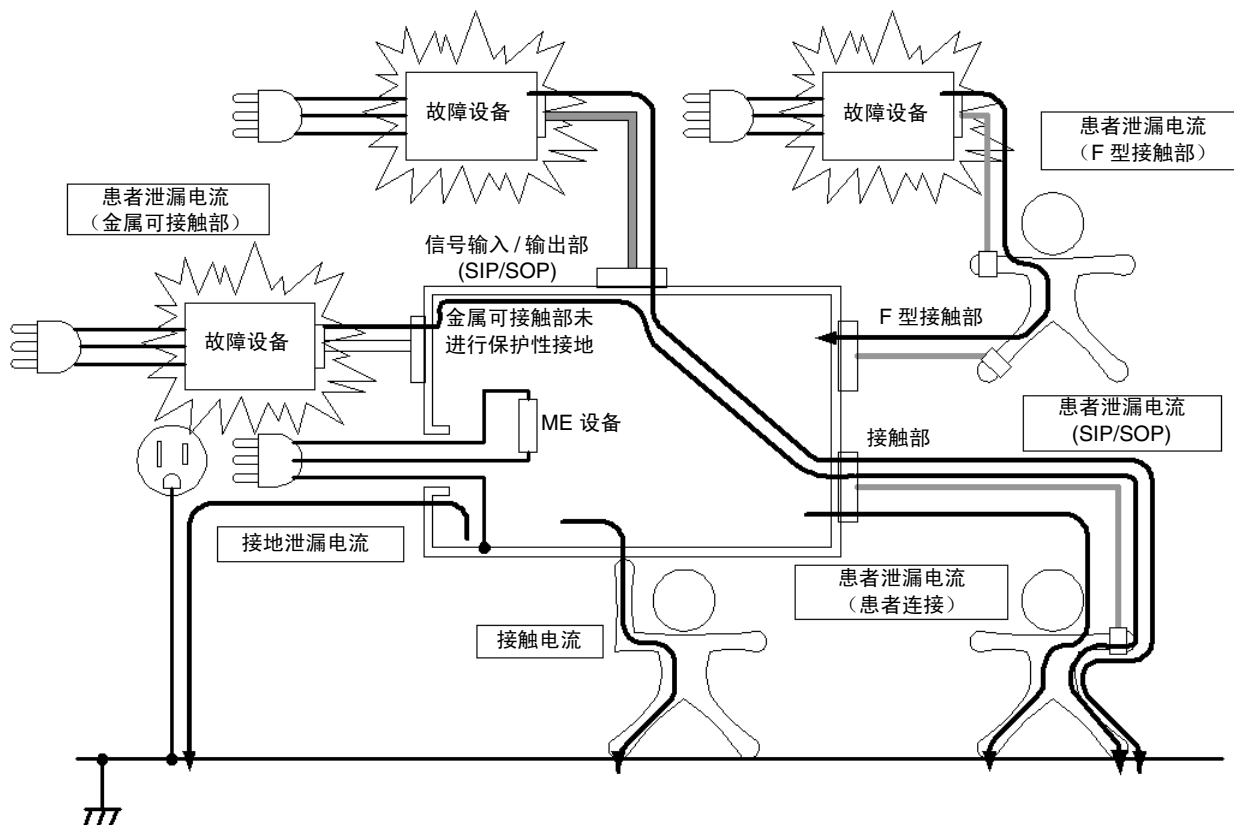 故障设备
故障设备
患者泄漏电流
（F 型接触部）
患者泄漏电流
（金属可接触部）
信号输入 / 输出部
(SIP/SOP)
故障设备
金属可接触部未
进行保护性接地
F 型接触部
ME 设备
患者泄漏电流
(SIP/SOP)
接触部
接地泄漏电流
患者泄漏电流
（患者连接）
接触电流